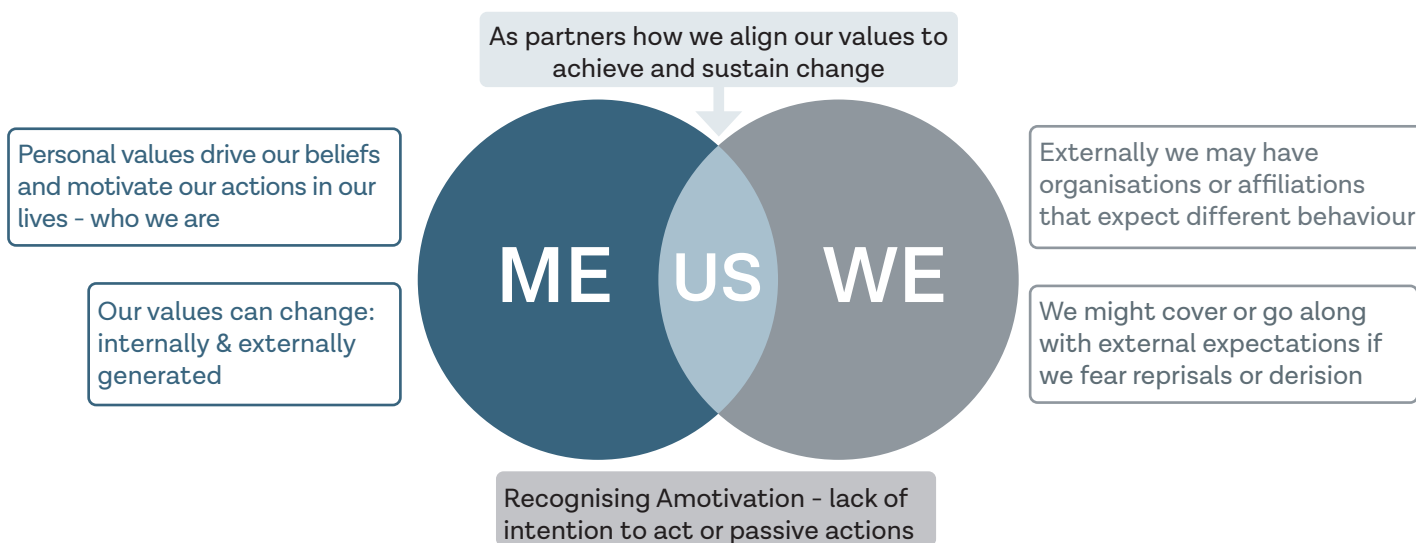 As partners how we align our values to
achieve and sustain change
Personal values drive our beliefs
and motivate our actions in our
lives - who we are
Our values can change:
internally & externally
generated
ME
US
WE
Externally we may have
organisations or affiliations
that expect different behaviour
We might cover or go along
with external expectations if
we fear reprisals or derision
Recognising Amotivation - lack of
intention to act or passive actions